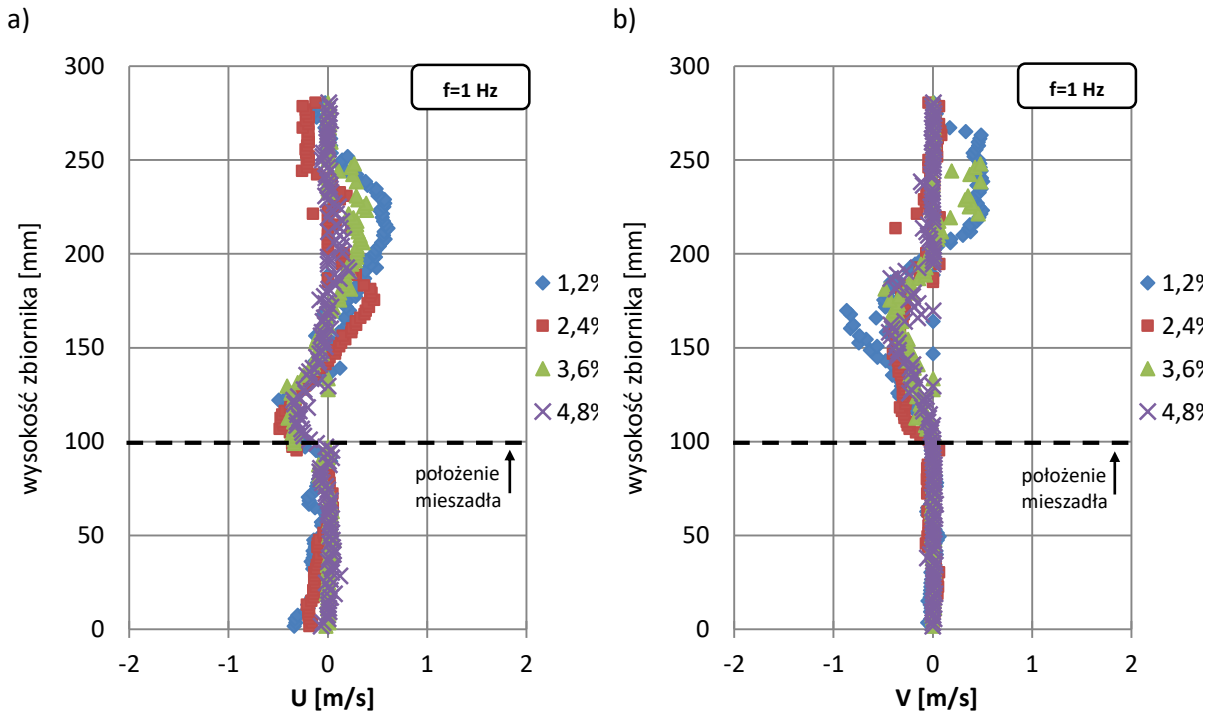 a)
300
250
200
150
100
50
0
wysokość zbiornika [mm]
f=1 Hz
1,2%
2,4%
3,6%
4,8%
położenie
mieszadła
-2 -1 0 1 2
U [m/s]
b)
300
250
200
150
100
50
0
wysokość zbiornika [mm]
f=1 Hz
1,2%
2,4%
3,6%
4,8%
położenie
mieszadła
-2 -1 0 1 2
V [m/s]